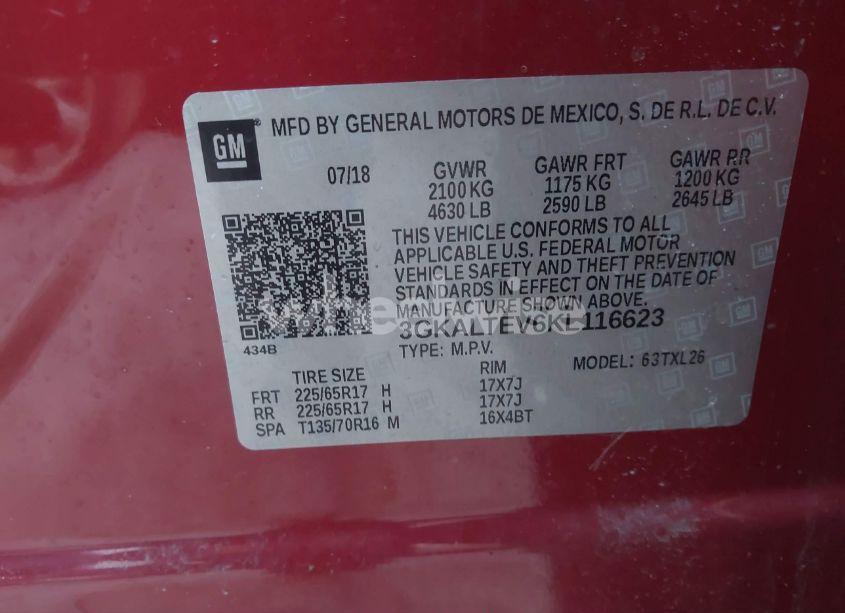 GM
MFD BY GENERAL MOTORS DE MEXICO, S. DE R.L. DE C.V.
07/18 GVWR GAWR FRT GAWR RR
2100 KG 1175 KG 1200 KG
4630 LB 2590 LB 2645 LB
THIS VEHICLE CONFORMS TO ALL
APPLICABLE U.S. FEDERAL MOTOR
VEHICLE SAFETY AND THEFT PREVENTION
STANDARDS IN EFFECT ON THE DATE OF
MANUFACTURE SHOWN ABOVE.
3GKALTEV6KL116623
434B
TYPE: M.P.V. MODEL: 63TXL26
TIRE SIZE RIM
FRT 225/65R17 H 17X7J
RR 225/65R17 H 17X7J
SPA T135/70R16 M 16X4BT